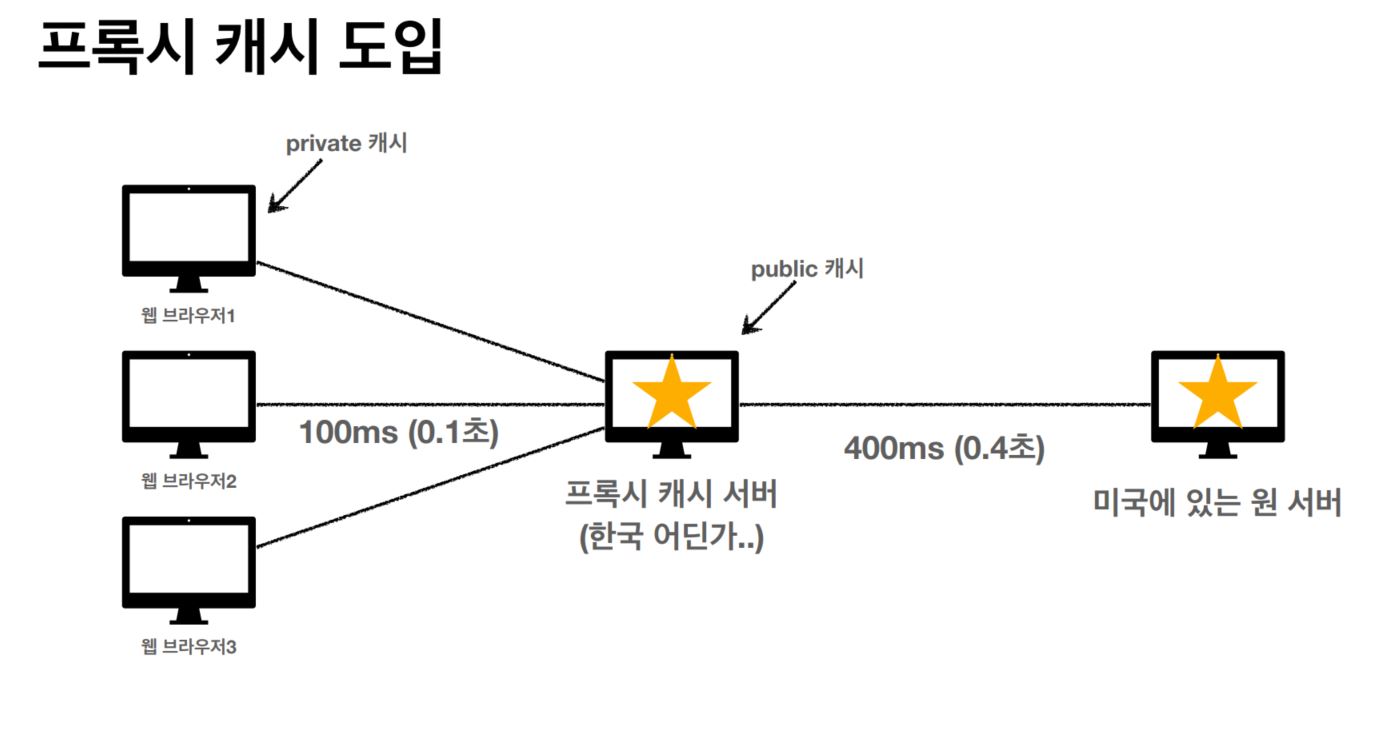 프록시 캐시 도입
private 캐시
public 캐시
웹 브라우저1
웹 브라우저2
웹 브라우저3
100ms (0.1초)
프록시 캐시 서버
(한국 어딘가..)
400ms (0.4초)
미국에 있는 원 서버